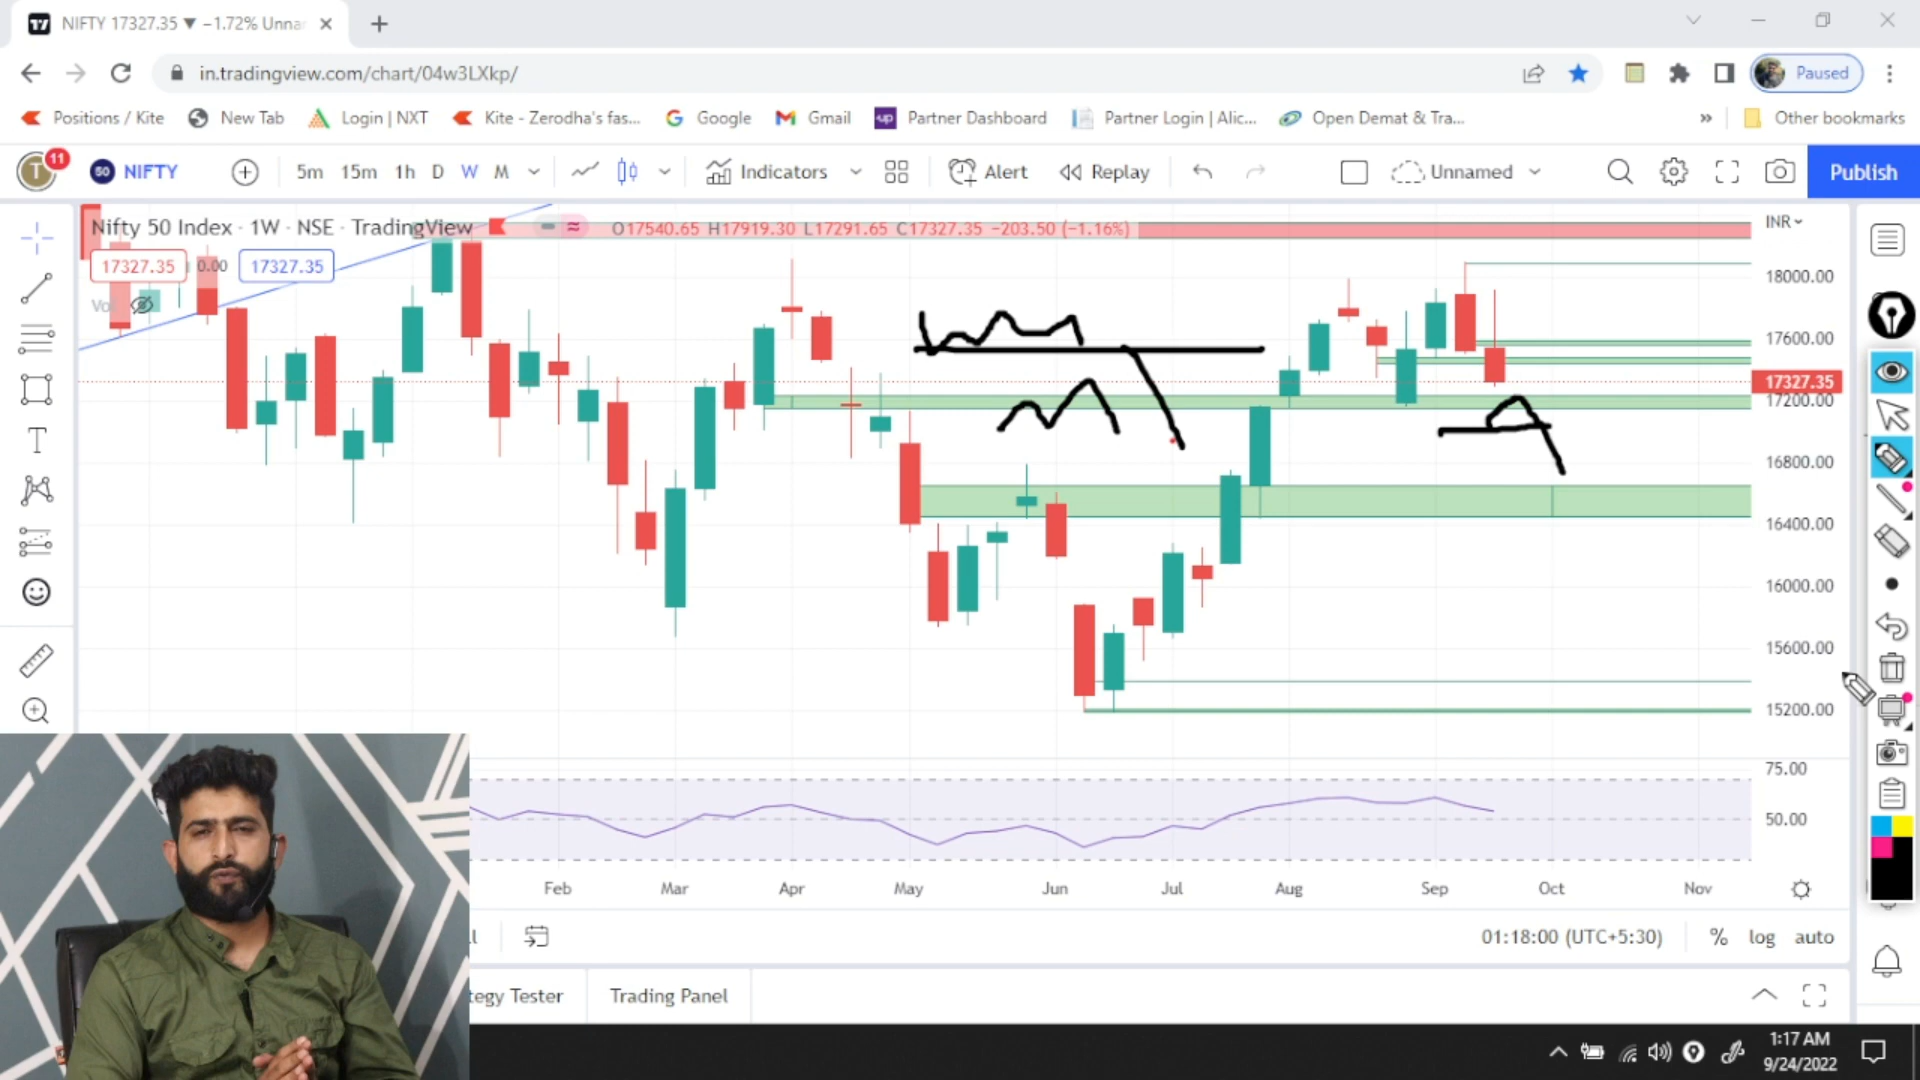 NIFTY 17327.35 ▼ −1.72% Unna
in.tradingview.com/chart/04w3LXkp/
Paused
Positions / Kite
New Tab
Login | NXT
Kite - Zerodha's fas...
Google
Gmail
up
Partner Dashboard
Partner Login | Alic...
Open Demat & Tra...
»
Other bookmarks
T
11
50
NIFTY
5m
15m
1h
D
W
M
Indicators
Alert
Replay
Unnamed
Publish
Nifty 50 Index · 1W · NSE · TradingView
O17540.65 H17919.30 L17291.65 C17327.35 −203.50 (−1.16%)
INR
17327.35
0.00
17327.35
Vol
18000.00
17600.00
17327.35
17200.00
16800.00
16400.00
16000.00
15600.00
15200.00
75.00
50.00
Feb
Mar
Apr
May
Jun
Jul
Aug
Sep
Oct
Nov
01:18:00 (UTC+5:30)
%
log
auto
tegy Tester
Trading Panel
1:17 AM
9/24/2022